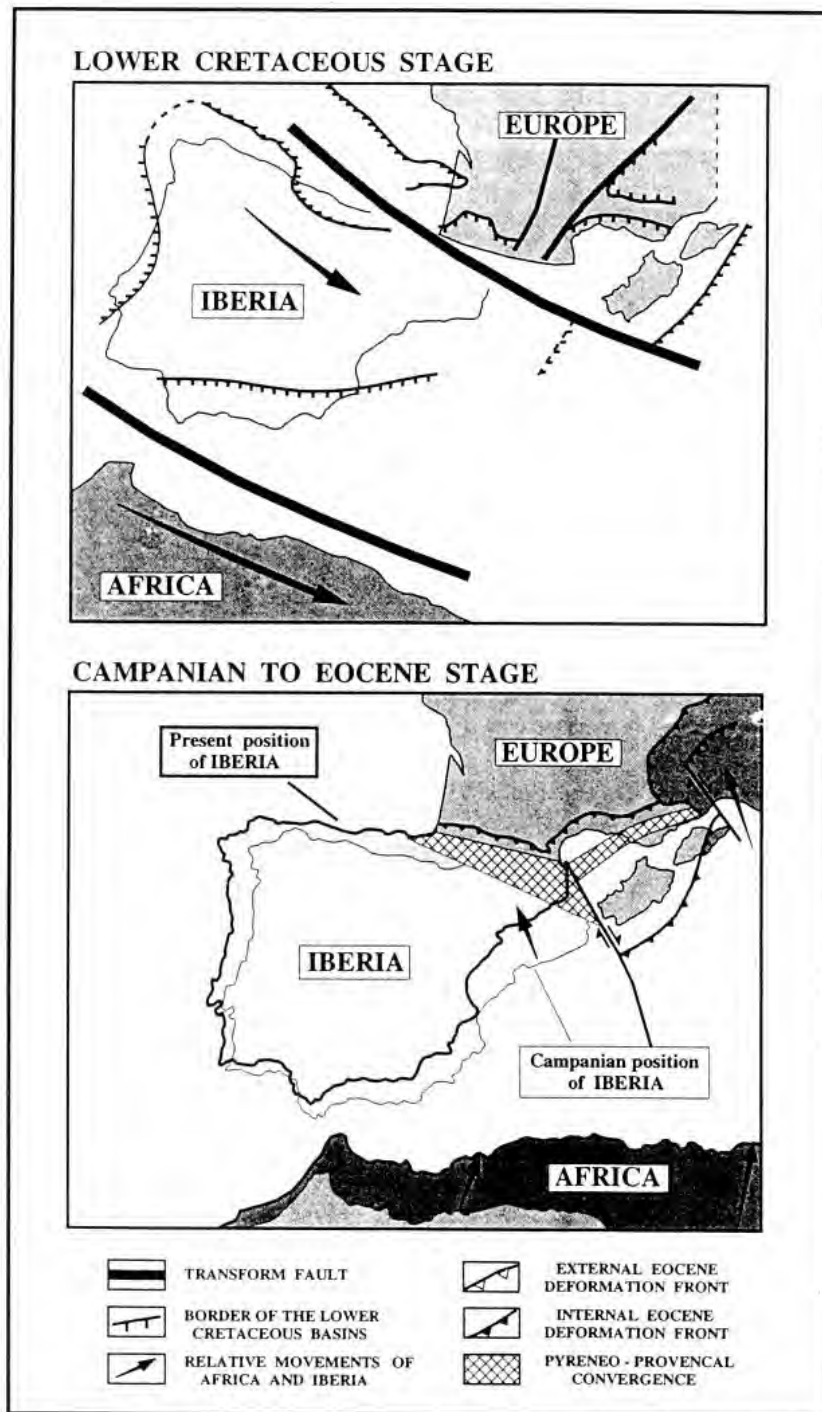 LOWER CRETACEOUS STAGE
EUROPE
IBERIA
AFRICA
CAMPANIAN TO EOCENE STAGE
Present position
of IBERIA
EUROPE
IBERIA
Campanian position
of IBERIA
AFRICA
TRANSFORM FAULT
BORDER OF THE LOWER
CRETACEOUS BASINS
RELATIVE MOVEMENTS OF
AFRICA AND IBERIA
EXTERNAL EOCENE
DEFORMATION FRONT
INTERNAL EOCENE
DEFORMATION FRONT
PYRENEO - PROVENCAL
CONVERGENCE